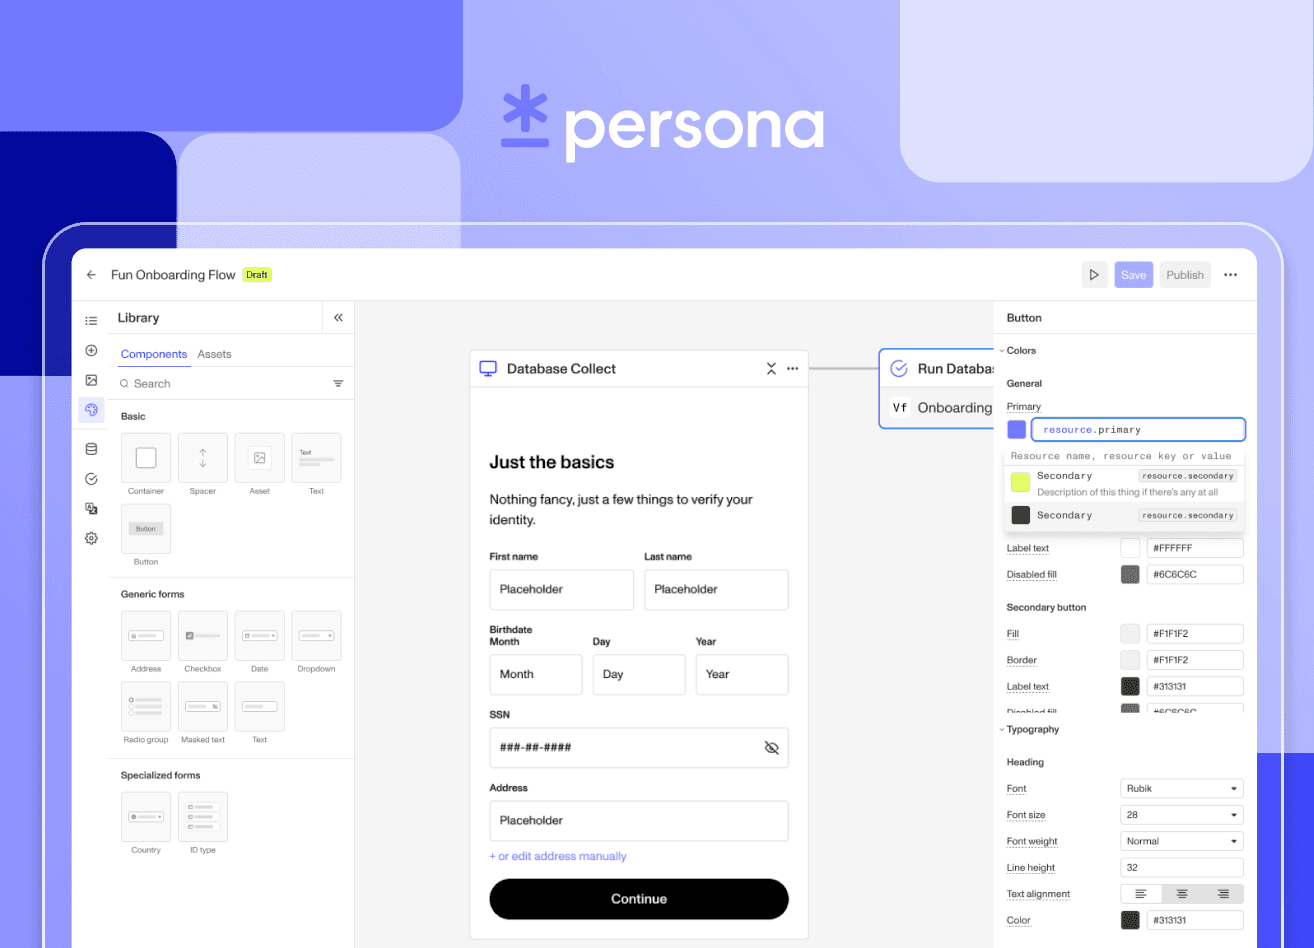 persona
Fun Onboarding Flow Draft
Save Publish
Library
Components Assets
Search
Basic
Container Spacer Asset Text
Text
Button
Button
Generic forms
Address Checkbox Date Dropdown
Radio group Masked text Text
Specialized forms
Country ID type
Database Collect
Just the basics
Nothing fancy, just a few things to verify your
identity.
First name Last name
Placeholder Placeholder
Birthdate
Month Day Year
Month Day Year
SSN
###-##-####
Address
Placeholder
+ or edit address manually
Continue
Run Databas
Vf Onboarding
Button
Colors
General
Primary
resource.primary
Resource name, resource key or value
Secondary resource.secondary
Description of this thing if there's any at all
Secondary resource.secondary
Label text #FFFFFF
Disabled fill #6C6C6C
Secondary button
Fill #F1F1F2
Border #F1F1F2
Label text #313131
Disabled fill #6C6C6C
Typography
Heading
Font Rubik
Font size 28
Font weight Normal
Line height 32
Text alignment
Color #313131